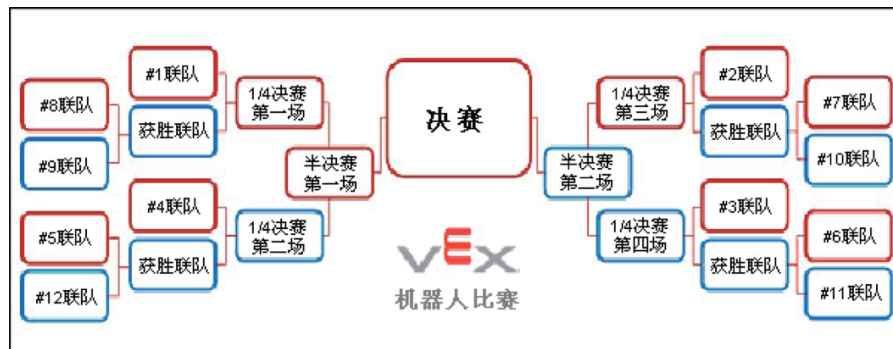 #1联队
#8联队
获胜联队
#9联队
1/4决赛
第一场
半决赛
第一场
#4联队
#5联队
获胜联队
#12联队
1/4决赛
第二场
决赛
VEX
机器人比赛
#2联队
1/4决赛
第三场
#7联队
获胜联队
#10联队
半决赛
第二场
#3联队
1/4决赛
第四场
#6联队
获胜联队
#11联队